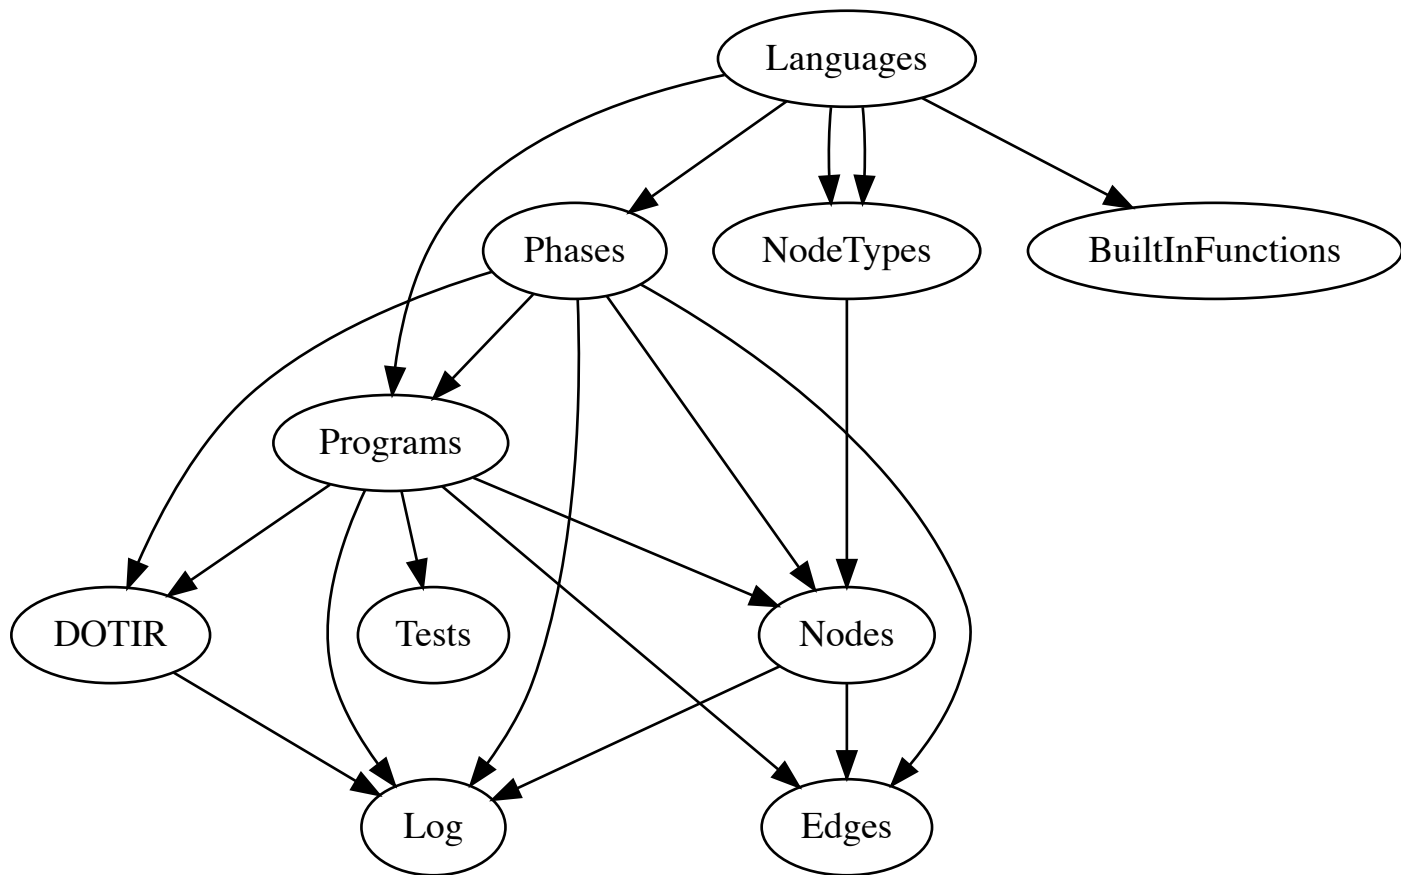 Languages
Phases
NodeTypes
BuiltInFunctions
Programs
DOTIR
Tests
Nodes
Log
Edges